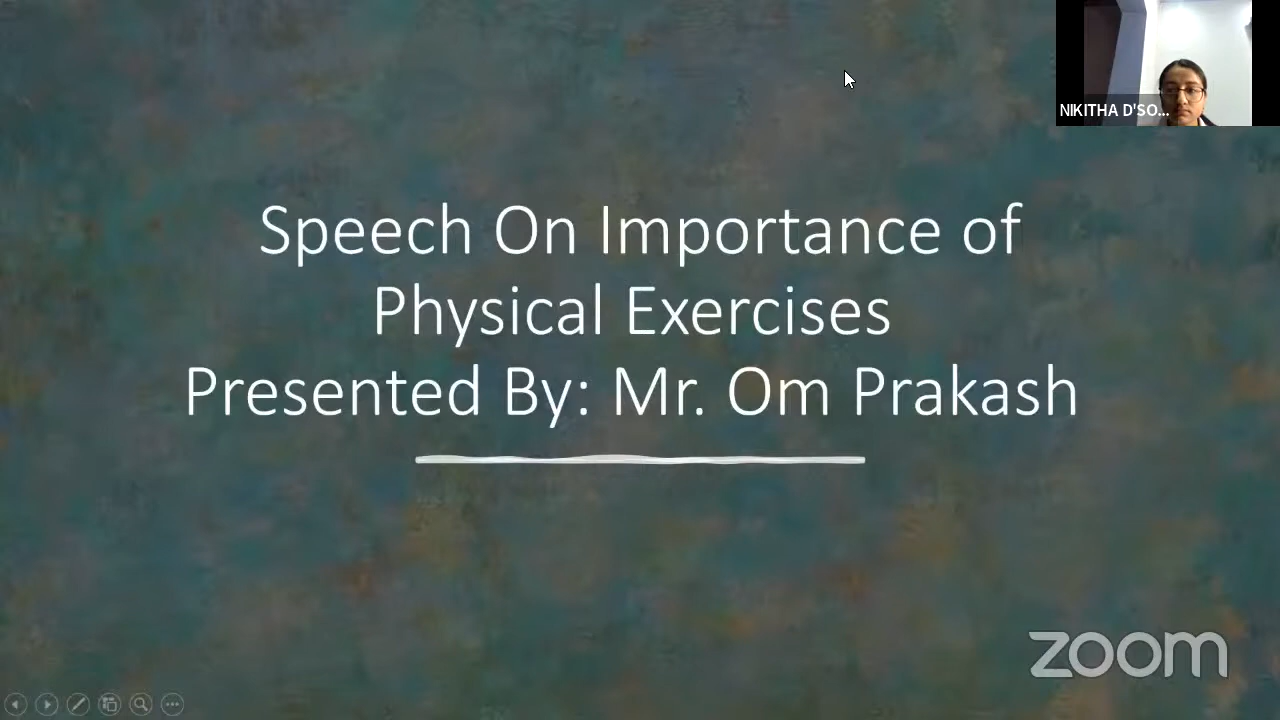 NIKITHA D'SO...
Speech On Importance of
Physical Exercises
Presented By: Mr. Om Prakash
zoom